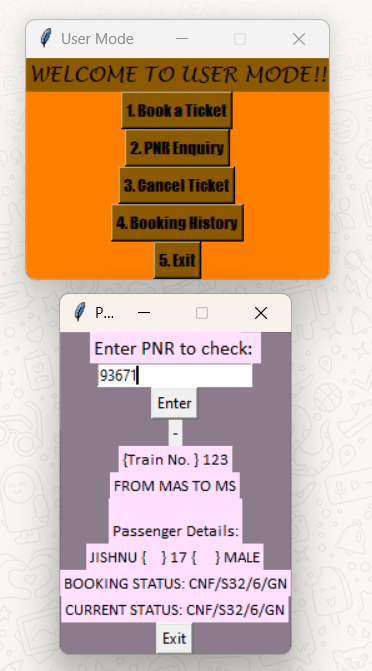 User Mode
WELCOME TO USER MODE!!
1. Book a Ticket
2. PNR Enquiry
3. Cancel Ticket
4. Booking History
5. Exit
P...
Enter PNR to check:
93671
Enter
-
{Train No. } 123
FROM MAS TO MS
Passenger Details:
JISHNU {    } 17 {    } MALE
BOOKING STATUS: CNF/S32/6/GN
CURRENT STATUS: CNF/S32/6/GN
Exit